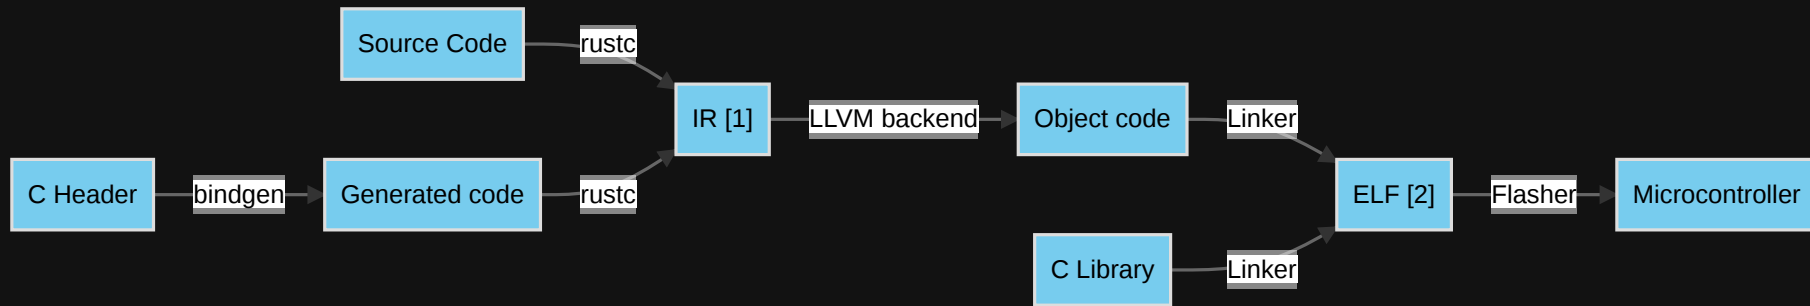 Source Code
rustc
IR [1]
LLVM backend
Object code
Linker
C Header
bindgen
Generated code
rustc
ELF [2]
Flasher
Microcontroller
C Library
Linker